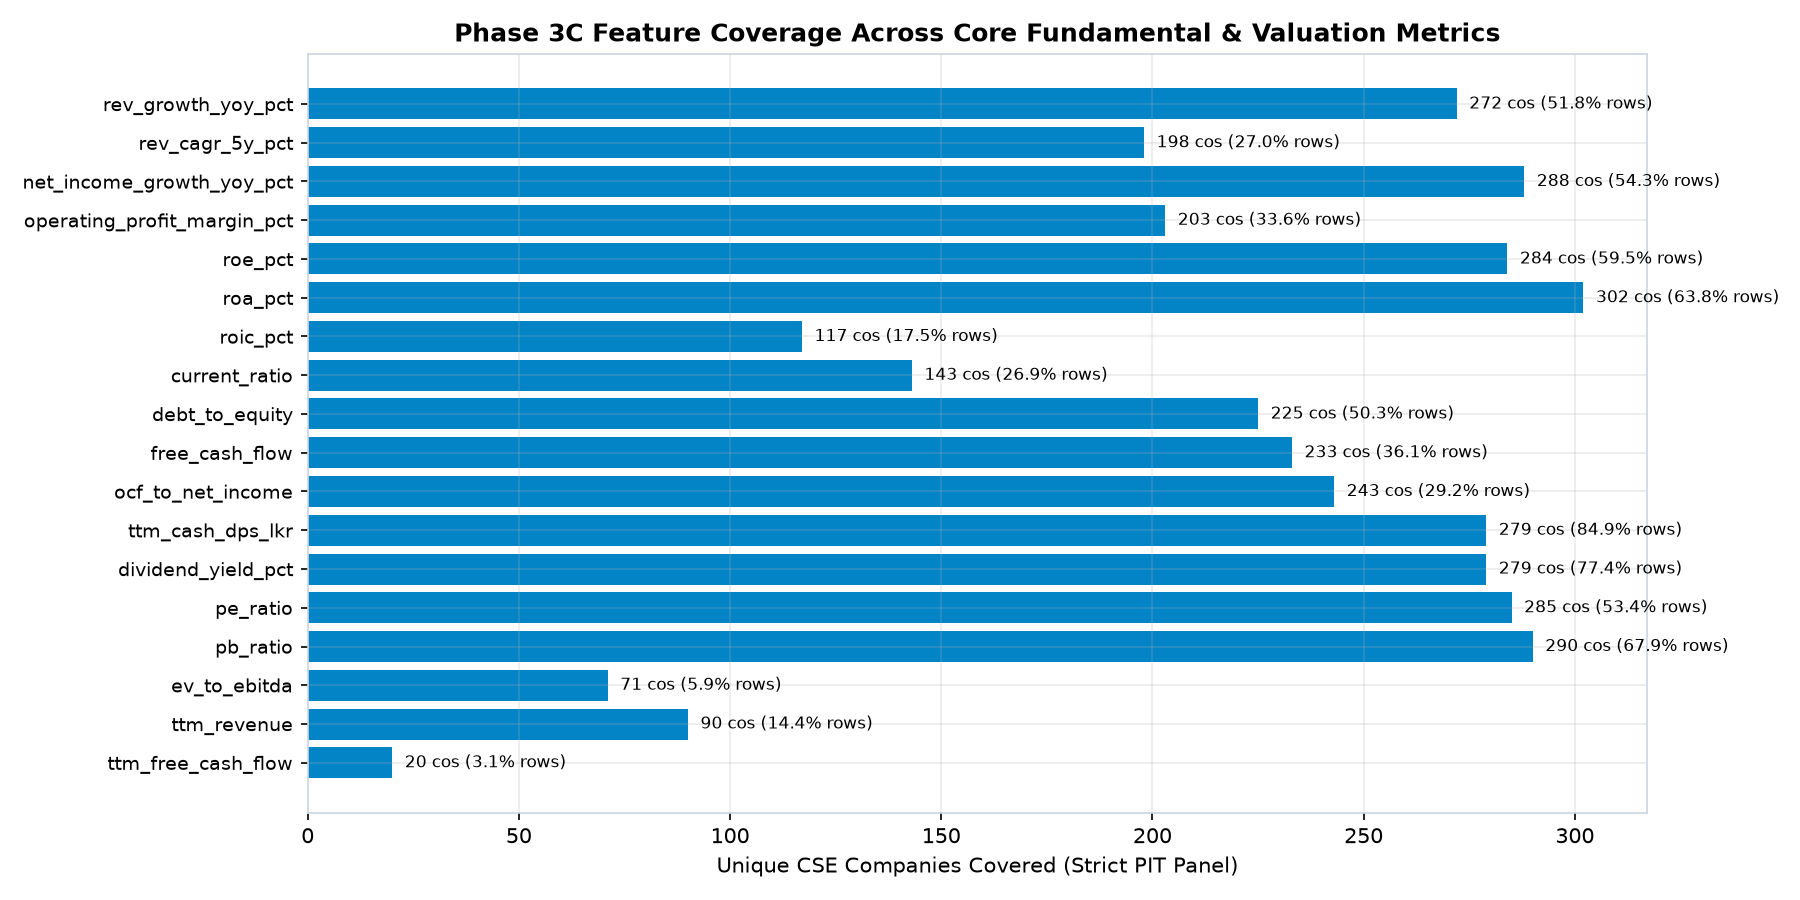 Phase 3C Feature Coverage Across Core Fundamental & Valuation Metrics
rev_growth_yoy_pct 272 cos (51.8% rows)
rev_cagr_5y_pct 198 cos (27.0% rows)
net_income_growth_yoy_pct 288 cos (54.3% rows)
operating_profit_margin_pct 203 cos (33.6% rows)
roe_pct 284 cos (59.5% rows)
roa_pct 302 cos (63.8% rows)
roic_pct 117 cos (17.5% rows)
current_ratio 143 cos (26.9% rows)
debt_to_equity 225 cos (50.3% rows)
free_cash_flow 233 cos (36.1% rows)
ocf_to_net_income 243 cos (29.2% rows)
ttm_cash_dps_lkr 279 cos (84.9% rows)
dividend_yield_pct 279 cos (77.4% rows)
pe_ratio 285 cos (53.4% rows)
pb_ratio 290 cos (67.9% rows)
ev_to_ebitda 71 cos (5.9% rows)
ttm_revenue 90 cos (14.4% rows)
ttm_free_cash_flow 20 cos (3.1% rows)
0 50 100 150 200 250 300
Unique CSE Companies Covered (Strict PIT Panel)